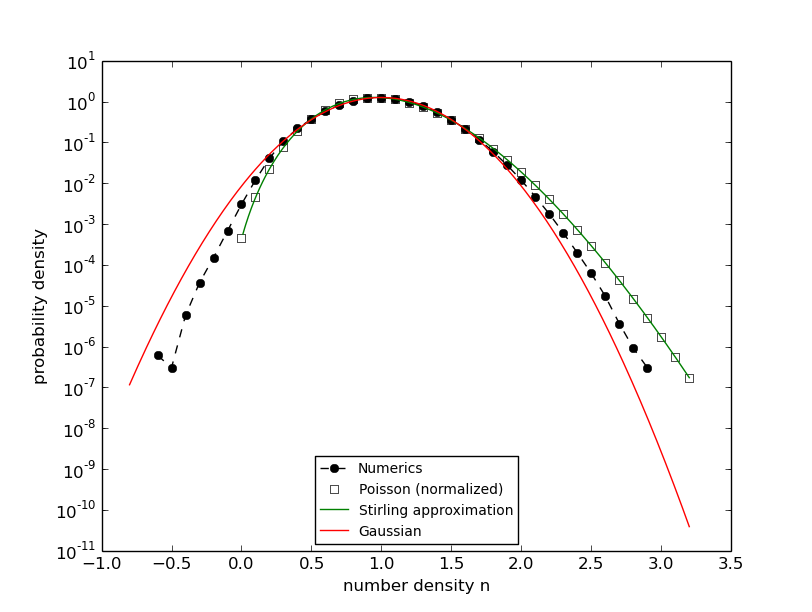 10^1
10^0
10^-1
10^-2
10^-3
10^-4
10^-5
10^-6
10^-7
10^-8
10^-9
10^-10
10^-11
probability density
Numerics
Poisson (normalized)
Stirling approximation
Gaussian
−1.0 −0.5 0.0 0.5 1.0 1.5 2.0 2.5 3.0 3.5
number density n